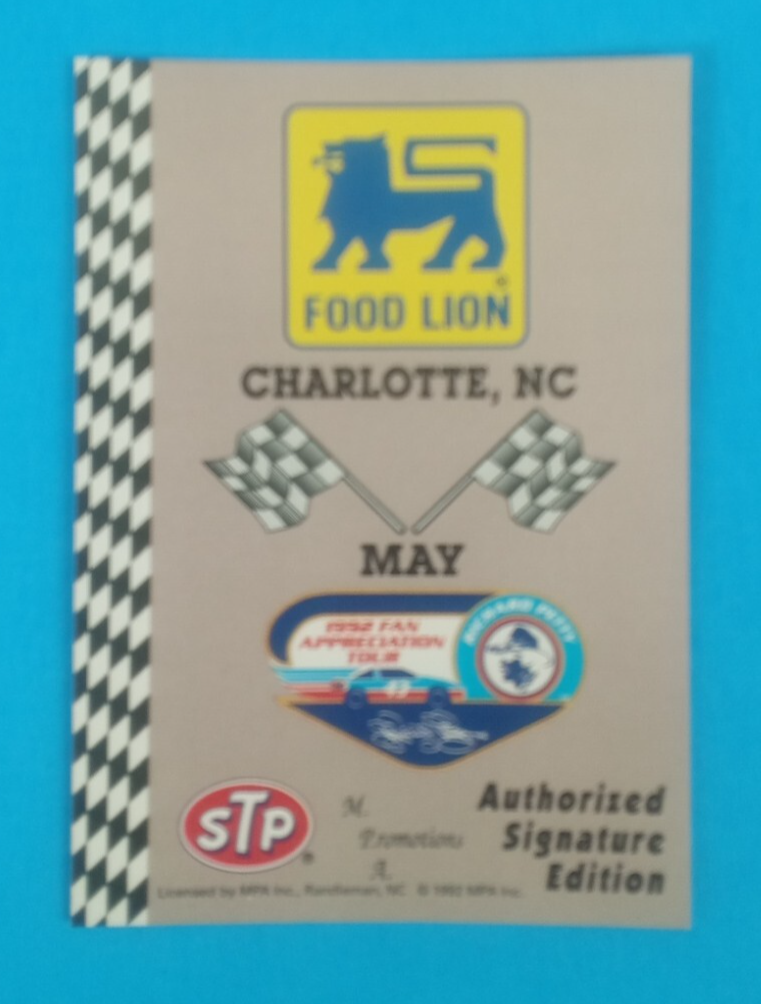 FOOD LION
CHARLOTTE, NC
MAY
1992 FAN
APPRECIATION
TOUR
RICHARD PETTY
STP
M.
Promotions
A.
Authorized
Signature
Edition
Licensed by MPA Inc., Randleman, NC © 1992 MPA Inc.